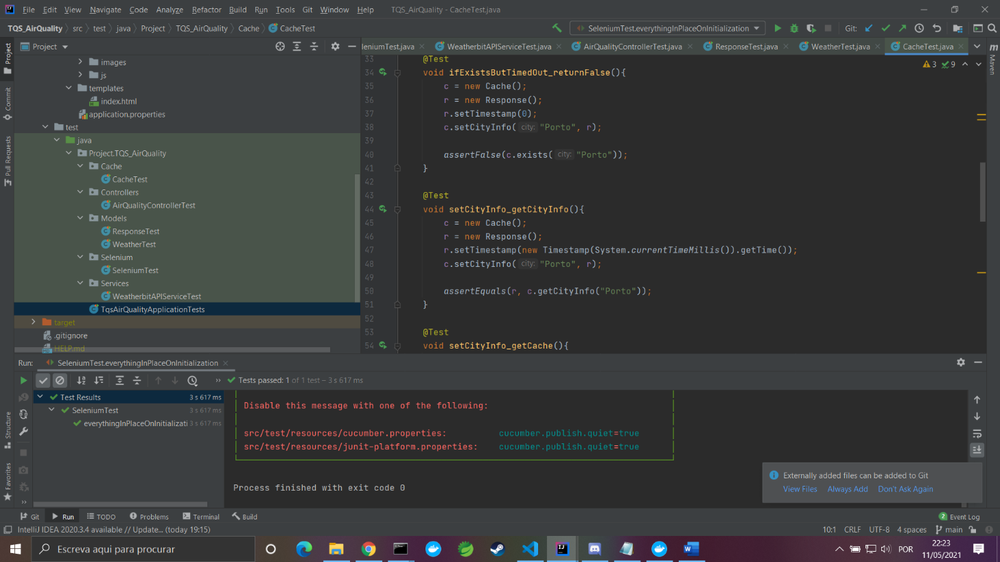 File Edit View Navigate Code Analyze Refactor Build Run Tools Git Window Help TQS_AirQuality - CacheTest.java
TQS_AirQuality src test java Project TQS_AirQuality Cache CacheTest SeleniumTest.everythingInPlaceOnInitialization Git:
Project
leniumTest.java WeatherbitAPIServiceTest.java AirQualityControllerTest.java ResponseTest.java WeatherTest.java CacheTest.java
Project
Commit
Pull Requests
Structure
Favorites
Maven
images
js
templates
index.html
application.properties
test
java
Project.TQS_AirQuality
Cache
CacheTest
Controllers
AirQualityControllerTest
Models
ResponseTest
WeatherTest
Selenium
SeleniumTest
Services
WeatherbitAPIServiceTest
TqsAirQualityApplicationTests
target
.gitignore
HELP.md
3 9
33 @Test
34 void ifExistsButTimedOut_returnFalse(){
35 c = new Cache();
36 r = new Response();
37 r.setTimestamp(0);
38 c.setCityInfo( city: "Porto", r);
39
40 assertFalse(c.exists( city: "Porto"));
41 }
42
43 @Test
44 void setCityInfo_getCityInfo(){
45 c = new Cache();
46 r = new Response();
47 r.setTimestamp(new Timestamp(System.currentTimeMillis()).getTime());
48 c.setCityInfo( city: "Porto", r);
49
50 assertEquals(r, c.getCityInfo("Porto"));
51 }
52
53 @Test
54 void setCityInfo_getCache(){
Run: SeleniumTest.everythingInPlaceOnInitialization
Tests passed: 1 of 1 test – 3 s 617 ms
Test Results 3 s 617 ms
SeleniumTest 3 s 617 ms
everythingInPlaceOnInitializati 3 s 617 ms
Disable this message with one of the following:
src/test/resources/cucumber.properties: cucumber.publish.quiet=true
src/test/resources/junit-platform.properties: cucumber.publish.quiet=true
Process finished with exit code 0
Externally added files can be added to Git
View Files Always Add Don't Ask Again
Git Run TODO Problems Terminal Build 2 Event Log
IntelliJ IDEA 2020.3.4 available // Update... (today 19:15) 10:1 CRLF UTF-8 4 spaces main
Escreva aqui para procurar
POR
22:23
11/05/2021